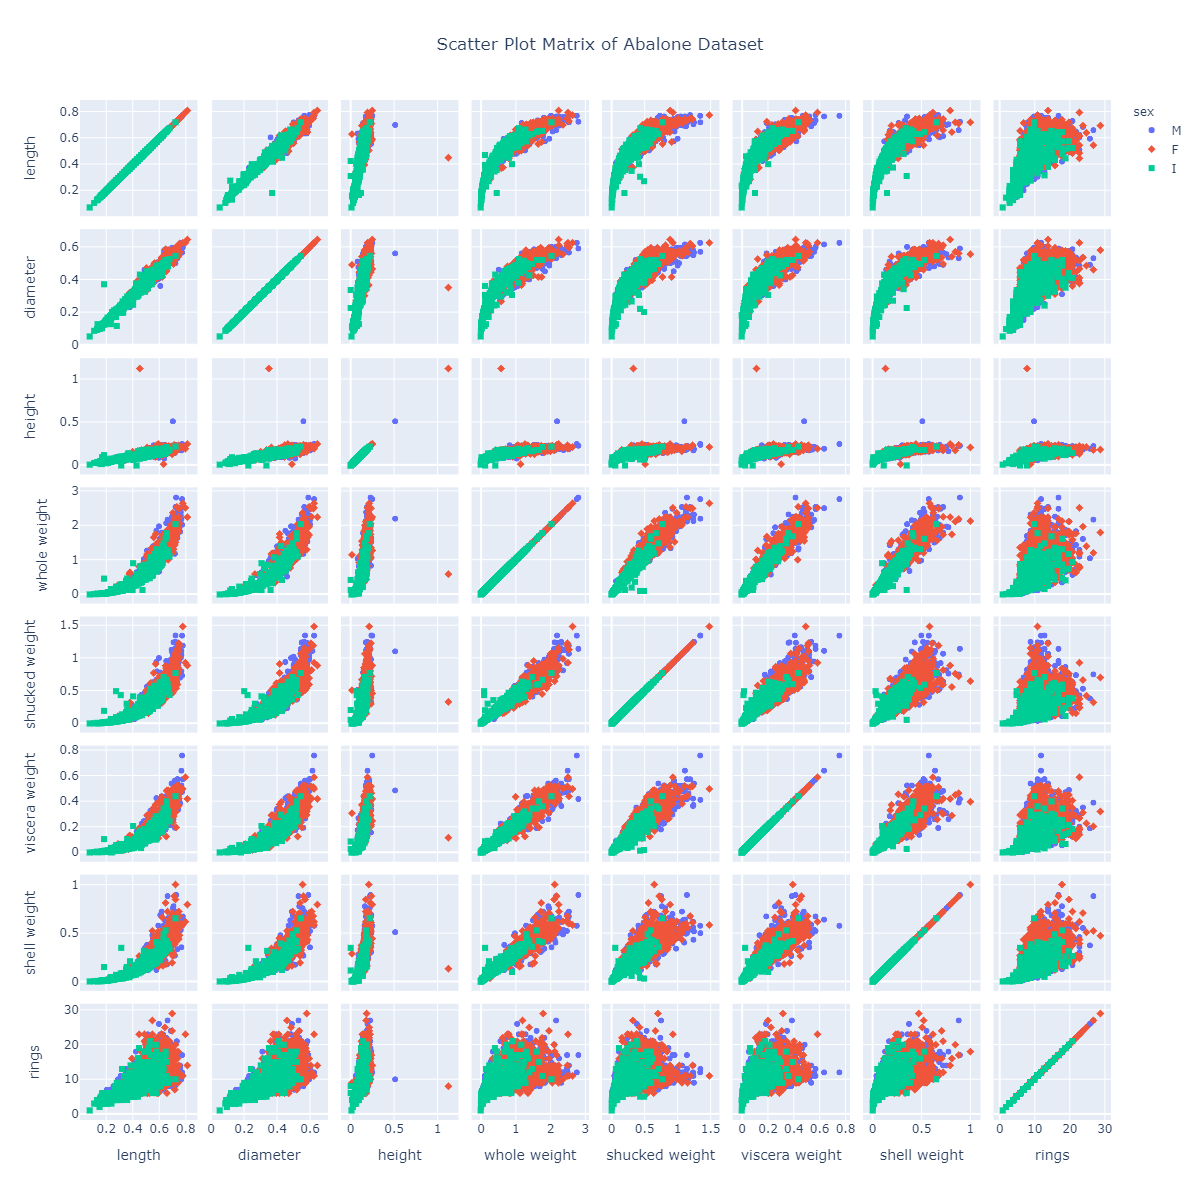 Scatter Plot Matrix of Abalone Dataset
sex
M
F
I
length
0.8
0.6
0.4
0.2
diameter
0.6
0.4
0.2
0
height
1
0.5
0
whole weight
3
2
1
0
shucked weight
1.5
1
0.5
0
viscera weight
0.8
0.6
0.4
0.2
0
shell weight
1
0.5
0
rings
30
20
10
0
0.2 0.4 0.6 0.8 0 0.2 0.4 0.6 0 0.5 1 0 1 2 3 0 0.5 1 1.5 0 0.2 0.4 0.6 0.8 0 0.5 1 0 10 20 30
length diameter height whole weight shucked weight viscera weight shell weight rings